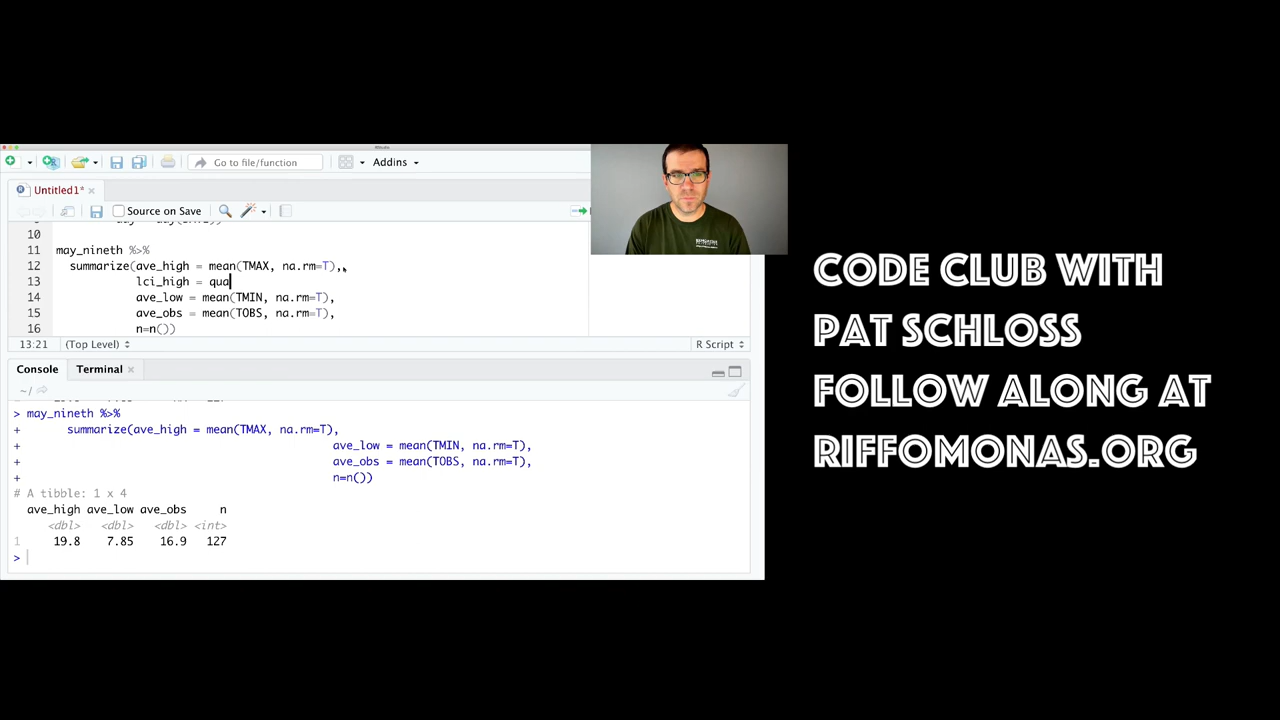 Go to file/function
Addins
Untitled1*
Source on Save
10
11 may_nineth %>%
12 summarize(ave_high = mean(TMAX, na.rm=T),
13 lci_high = qua
14 ave_low = mean(TMIN, na.rm=T),
15 ave_obs = mean(TOBS, na.rm=T),
16 n=n())
13:21 (Top Level) R Script
Console Terminal
~/
> may_nineth %>%
+ summarize(ave_high = mean(TMAX, na.rm=T),
+ ave_low = mean(TMIN, na.rm=T),
+ ave_obs = mean(TOBS, na.rm=T),
+ n=n())
# A tibble: 1 x 4
ave_high ave_low ave_obs n
<dbl> <dbl> <dbl> <int>
1 19.8 7.85 16.9 127
>
CODE CLUB WITH
PAT SCHLOSS
FOLLOW ALONG AT
RIFFOMONAS.ORG